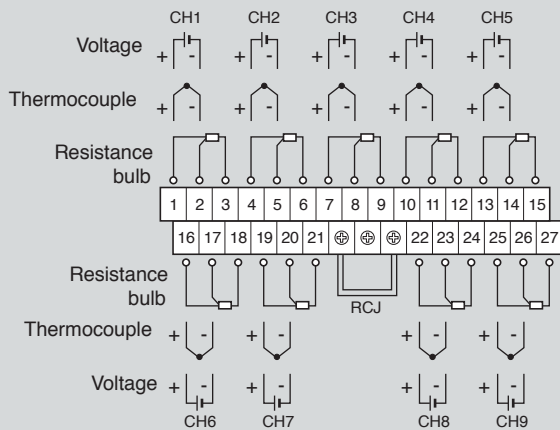 CH1 CH2 CH3 CH4 CH5
Voltage + - + - + - + - + -
Thermocouple + - + - + - + - + -
Resistance
bulb
1 2 3 4 5 6 7 8 9 10 11 12 13 14 15
16 17 18 19 20 21 22 23 24 25 26 27
Resistance
bulb
RCJ
Thermocouple + - + - + - + -
Voltage + - + - + - + -
CH6 CH7 CH8 CH9